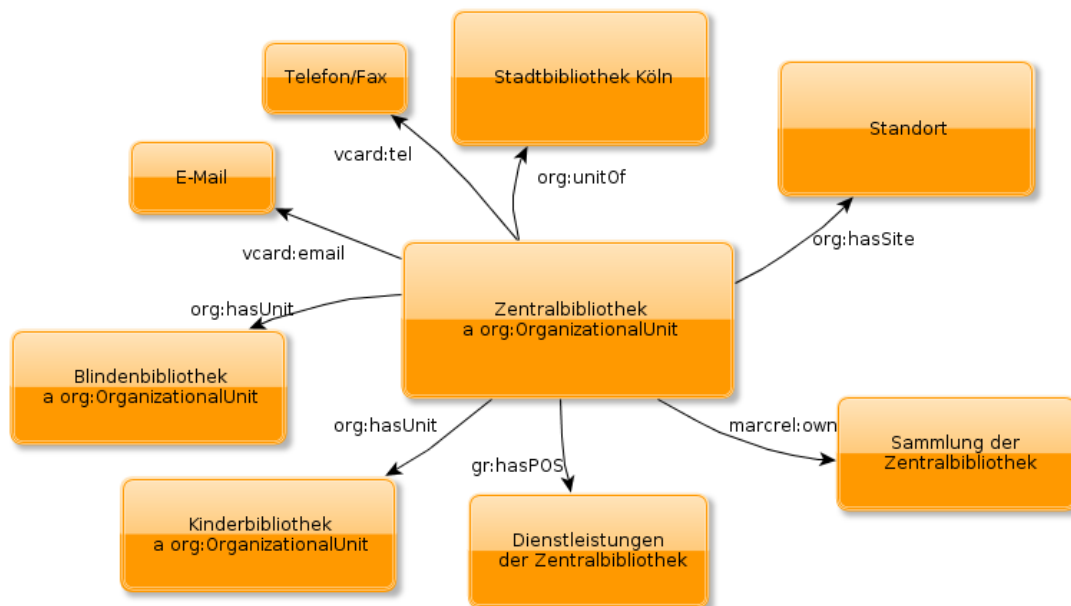 Telefon/Fax
Stadtbibliothek Köln
Standort
vcard:tel
org:unitOf
E-Mail
vcard:email
org:hasSite
org:hasUnit
Zentralbibliothek
a org:OrganizationalUnit
Blindenbibliothek
a org:OrganizationalUnit
org:hasUnit
gr:hasPOS
marcrel:own
Sammlung der
Zentralbibliothek
Kinderbibliothek
a org:OrganizationalUnit
Dienstleistungen
der Zentralbibliothek